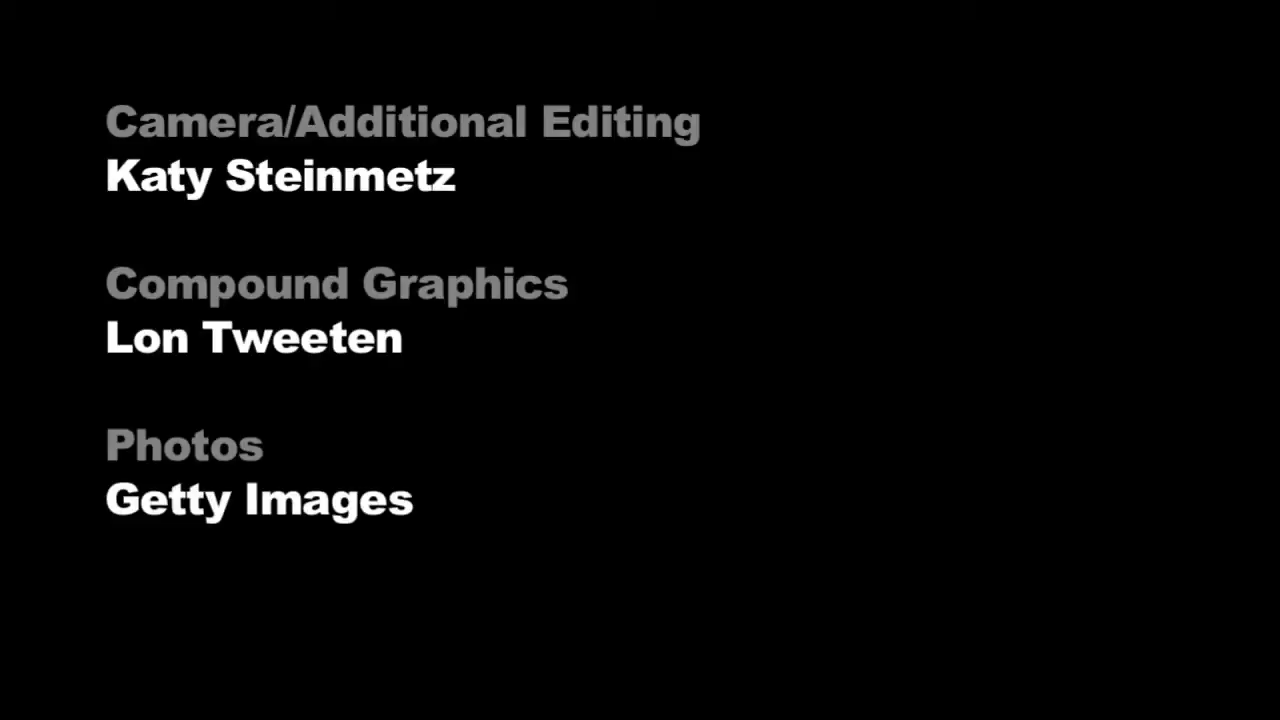 Camera/Additional Editing
Katy Steinmetz
Compound Graphics
Lon Tweeten
Photos
Getty Images